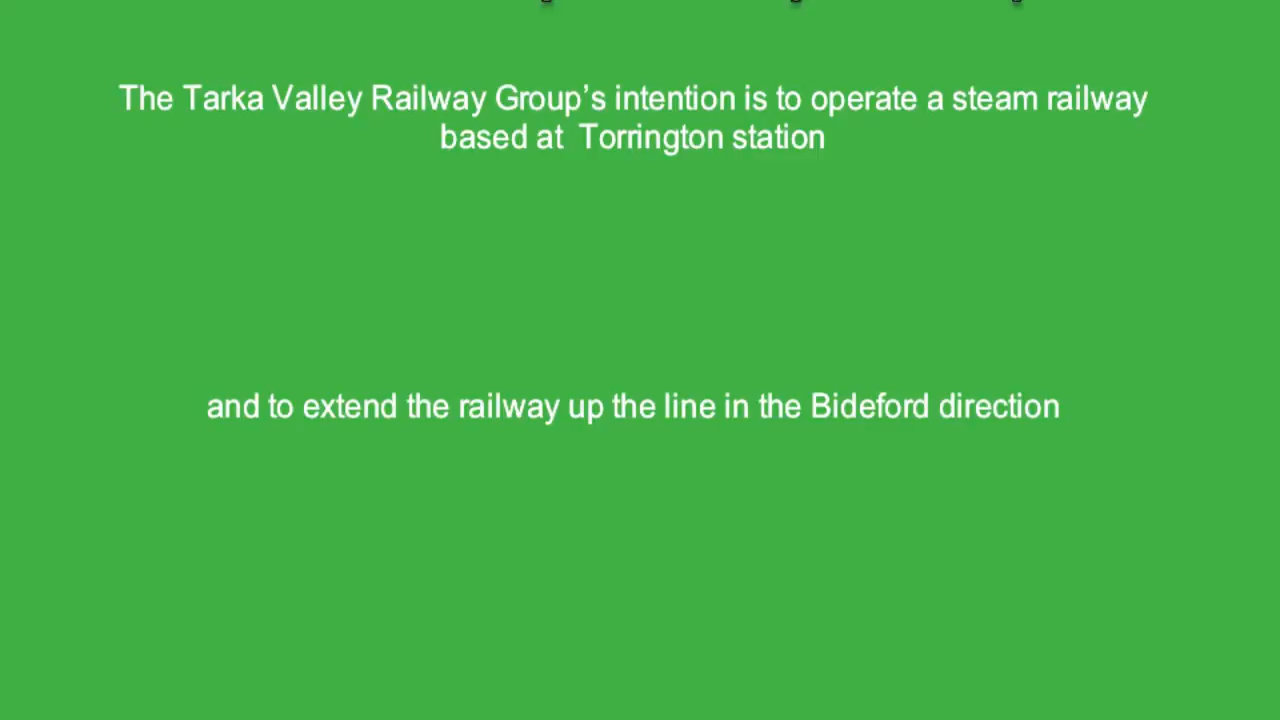 The Tarka Valley Railway Group’s intention is to operate a steam railway
based at  Torrington station
and to extend the railway up the line in the Bideford direction